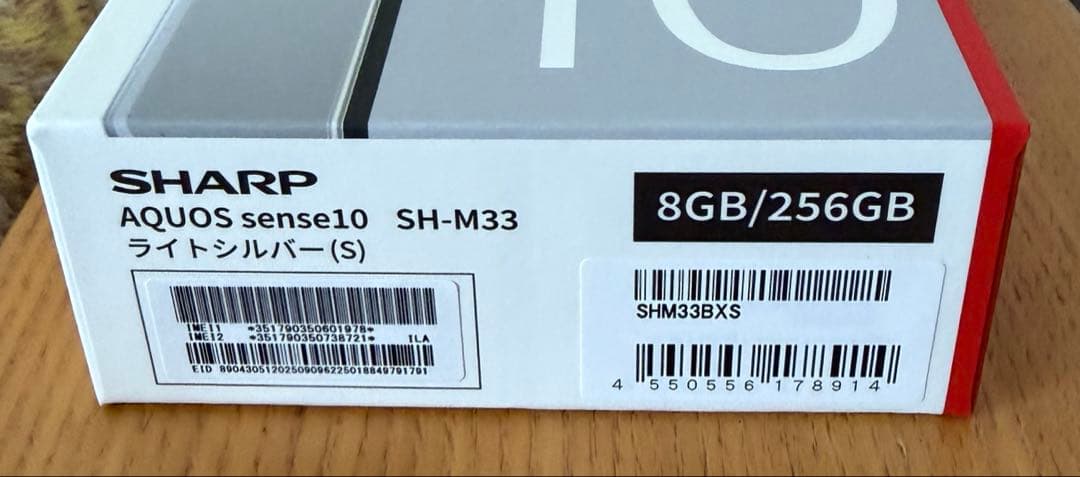 10
SHARP
AQUOS sense10 SH-M33
ライトシルバー(S)
8GB/256GB
IMEI1 *351790350601978*
IMEI2 *351790350738721* ILA
EID 89043051202509096225018849791791
SHM33BXS
4 550556 178914